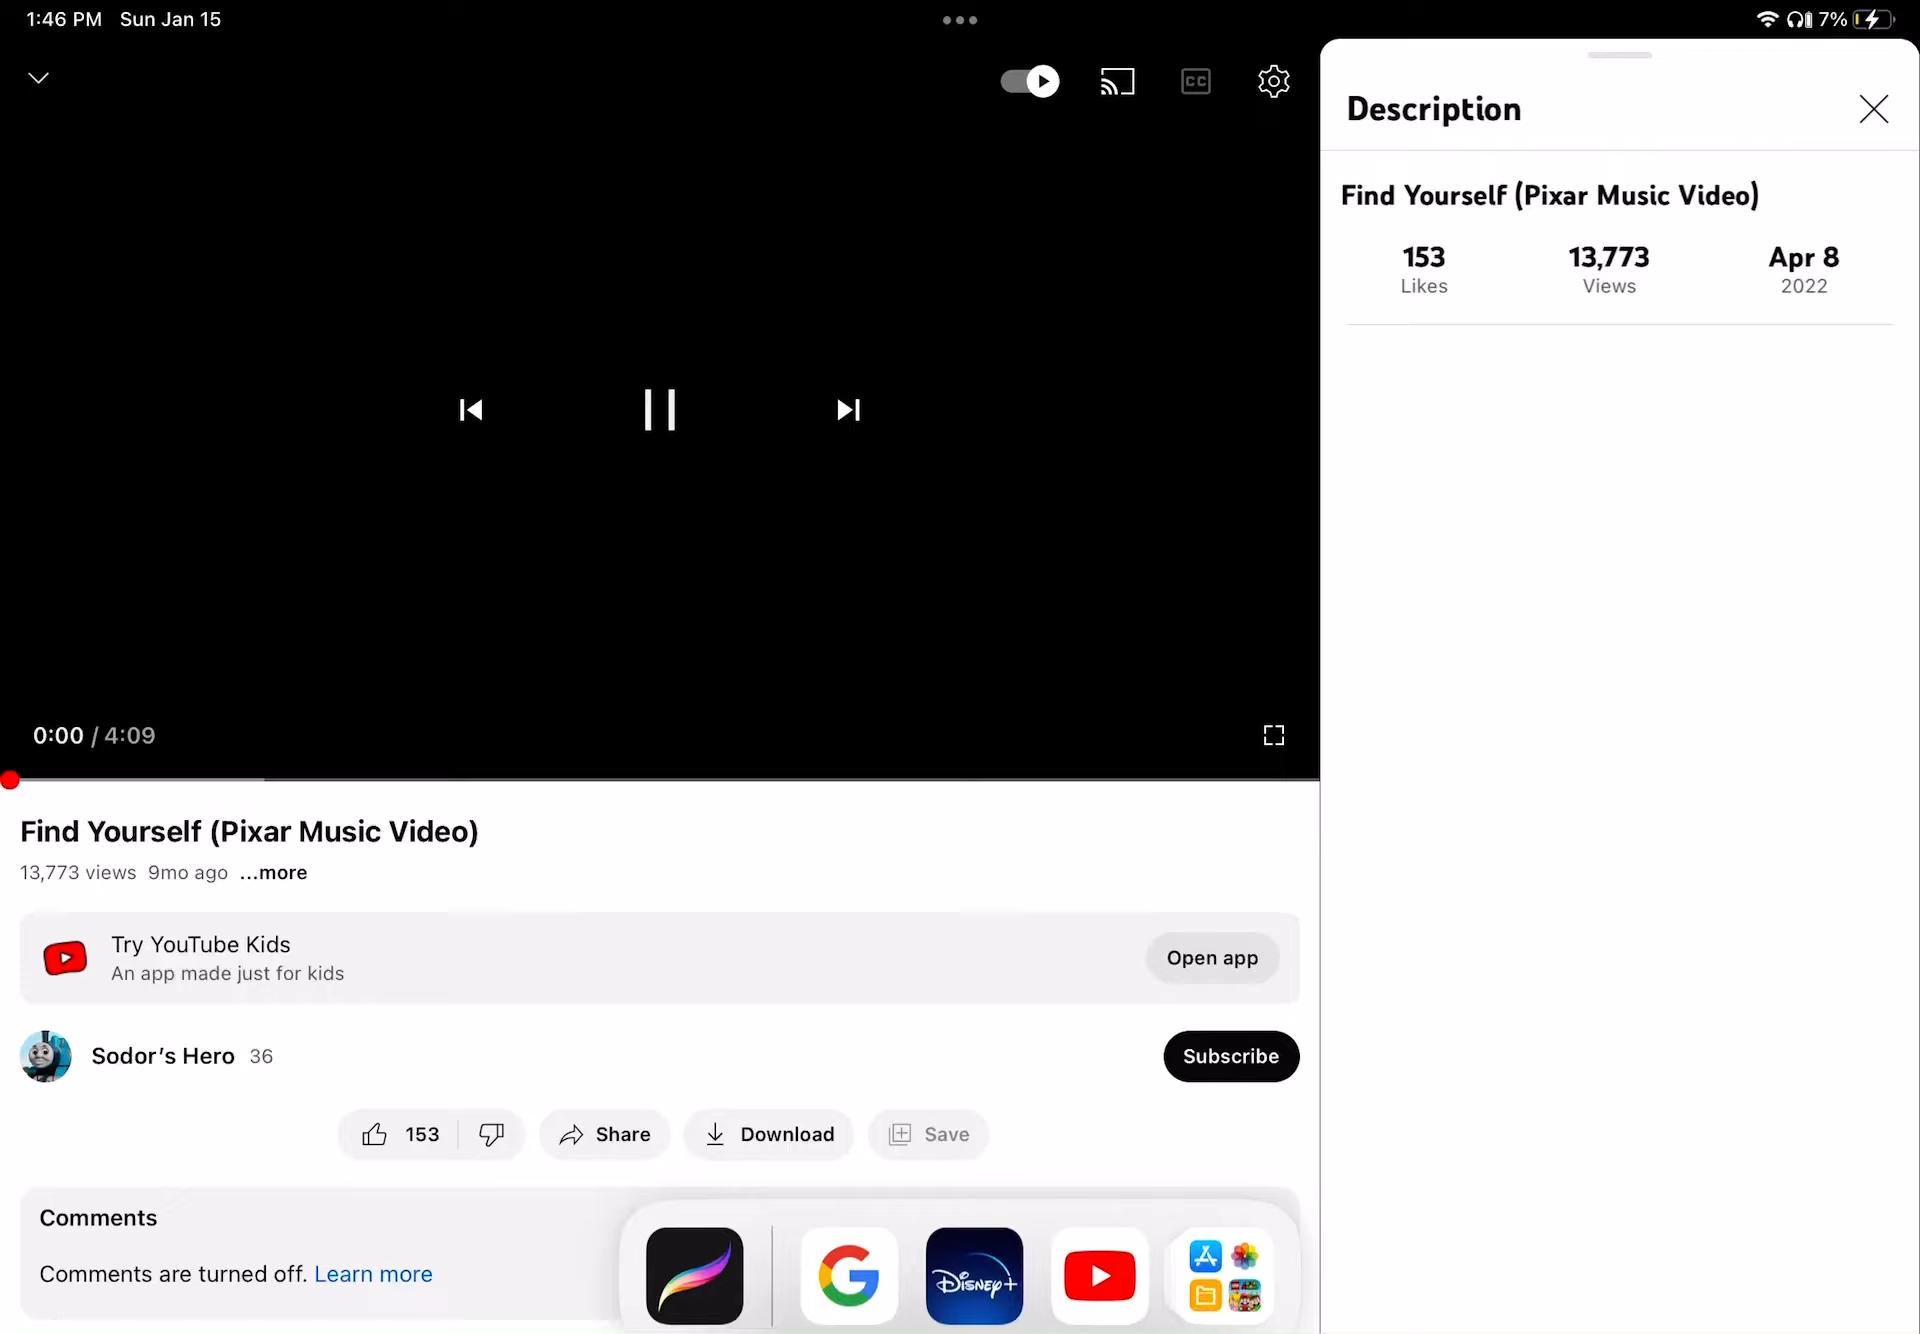 1:46 PM Sun Jan 15
7%
CC
Description
Find Yourself (Pixar Music Video)
153
Likes
13,773
Views
Apr 8
2022
0:00 / 4:09
Find Yourself (Pixar Music Video)
13,773 views 9mo ago ...more
Try YouTube Kids
An app made just for kids
Open app
Sodor's Hero 36
Subscribe
153
Share
Download
Save
Comments
Comments are turned off. Learn more
G
Disney+